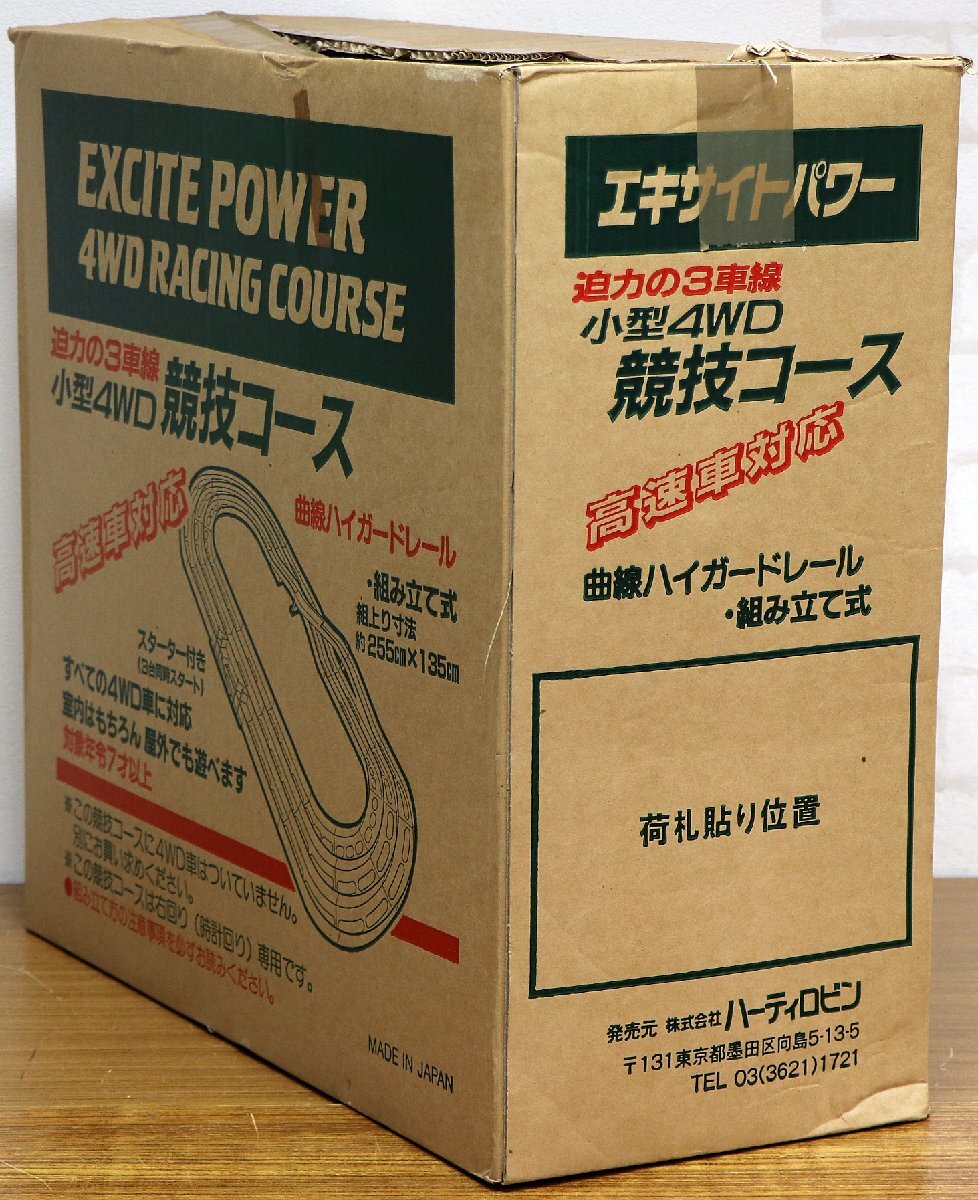 EXCITE POWER
4WD RACING COURSE
迫力の3車線
小型4WD 競技コース
高速車対応
曲線ハイガードレール
・組み立て式
組上り寸法
約255cm×135cm
スターター付き
(3台同時スタート)
すべての4WD車に対応
室内はもちろん 屋外でも遊べます
対象年令7才以上
※この競技コースに4WD車はついていません。
別にお買い求めください。
※この競技コースは右回り(時計回り)専用です。
●組み立て方の注意事項を必ずお読みください。
MADE IN JAPAN
エキサイトパワー
迫力の3車線
小型4WD
競技コース
高速車対応
曲線ハイガードレール
・組み立て式
荷札貼り位置
発売元 株式会社 ハーティロビン
〒131東京都墨田区向島5-13-5
TEL 03(3621)1721